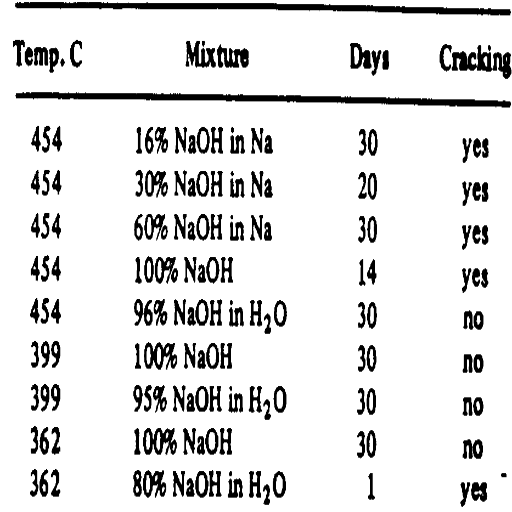 Temp. C Mixture Days Cracking
454 16% NaOH in Na 30 yes
454 30% NaOH in Na 20 yes
454 60% NaOH in Na 30 yes
454 100% NaOH 14 yes
454 96% NaOH in H₂O 30 no
399 100% NaOH 30 no
399 95% NaOH in H₂O 30 no
362 100% NaOH 30 no
362 80% NaOH in H₂O 1 yes